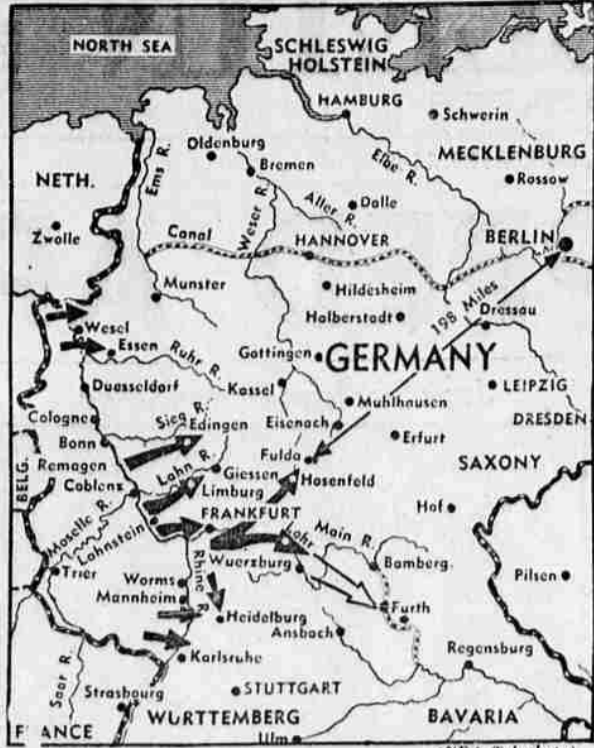 NORTH SEA
SCHLESWIG
HOLSTEIN
HAMBURG
Schwerin
Oldenburg
Bremen
MECKLENBURG
NETH.
Ems R.
Elbe R.
Rossow
Aller R.
Dalle
Weser R.
Zwolle
Canal
HANNOVER
BERLIN
Munster
Hildesheim
Halberstadt
198 Miles
Dressau
Wesel
Essen
Ruhr R.
Gottingen
GERMANY
Duesseldorf
Kassel
Muhlhausen
LEIPZIG
Cologne
Sieg R.
Edingen
Eisenach
DRESDEN
Bonn
Erfurt
BELG.
Remagen
Lahn R.
Giessen
Fulda
Hosenfeld
SAXONY
Coblenz
Limburg
Hof
FRANKFURT
Moselle R.
Lahnstein
Lohr
Main R.
Trier
Rhine R.
Wuerzburg
Bamberg
Pilsen
Worms
Mannheim
Heidelburg
Furth
Ansbach
Saar R.
Karlsruhe
Regensburg
Strasbourg
STUTTGART
FRANCE
WURTTEMBERG
BAVARIA
Ulm